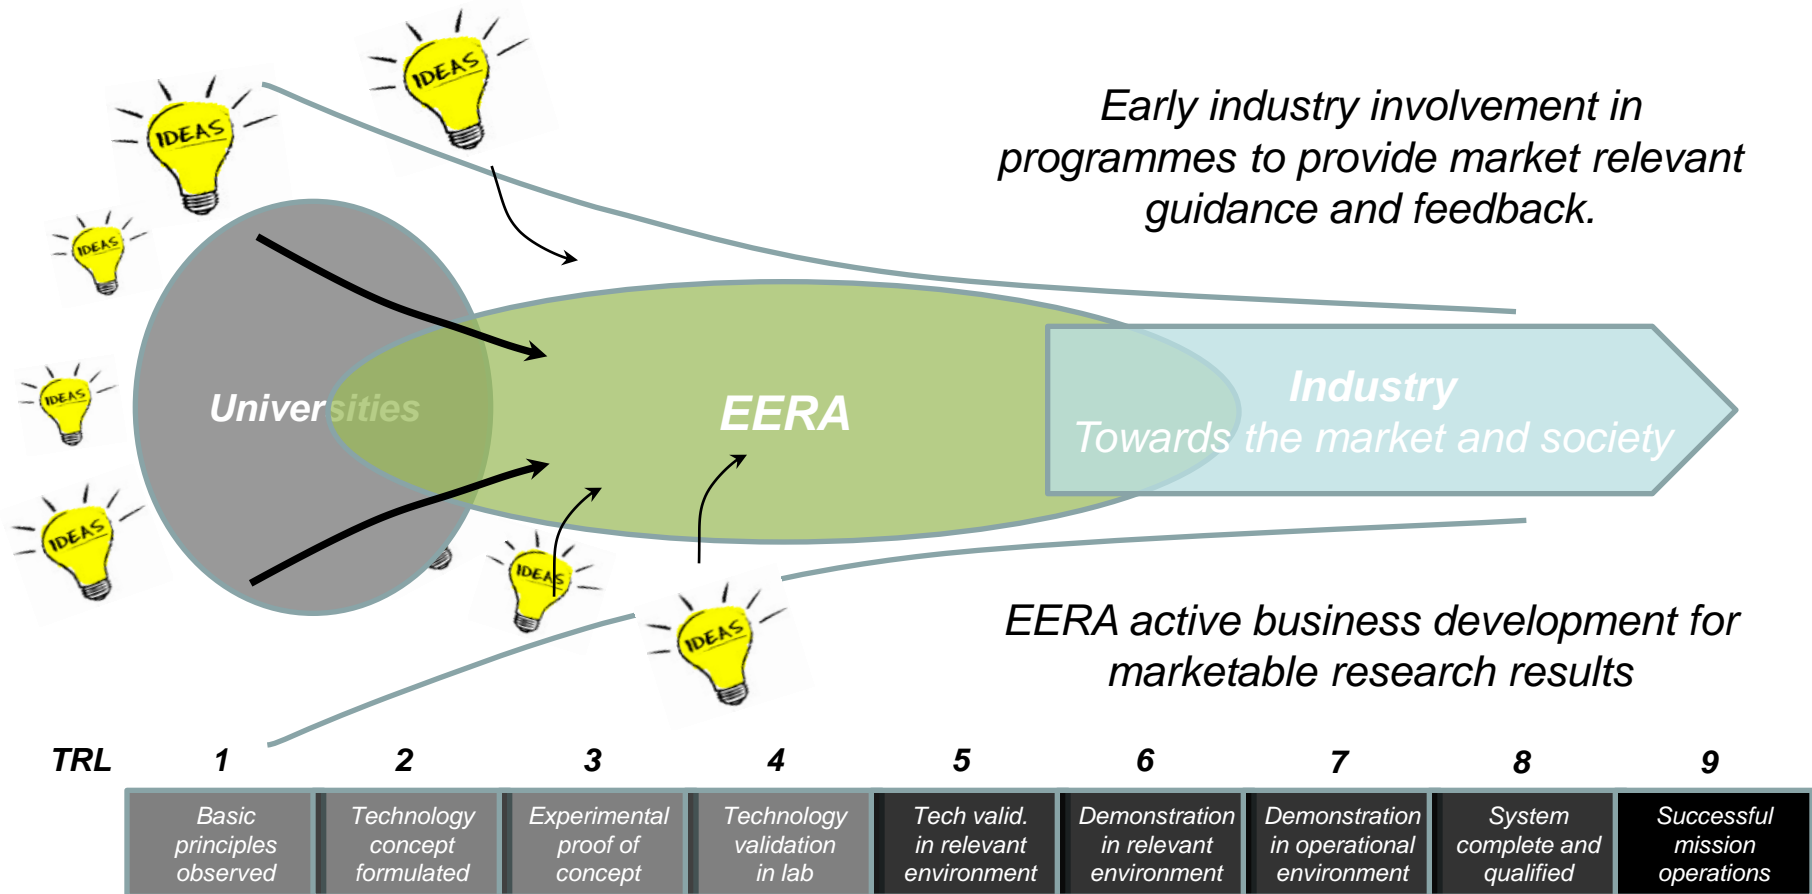 IDEAS
IDEAS
IDEAS
IDEAS
IDEAS
IDEAS
IDEAS
Early industry involvement in
programmes to provide market relevant
guidance and feedback.
Universities
EERA
Industry
Towards the market and society
EERA active business development for
marketable research results
TRL 1 2 3 4 5 6 7 8 9
Basic
principles
observed
Technology
concept
formulated
Experimental
proof of
concept
Technology
validation
in lab
Tech valid.
in relevant
environment
Demonstration
in relevant
environment
Demonstration
in operational
environment
System
complete and
qualified
Successful
mission
operations